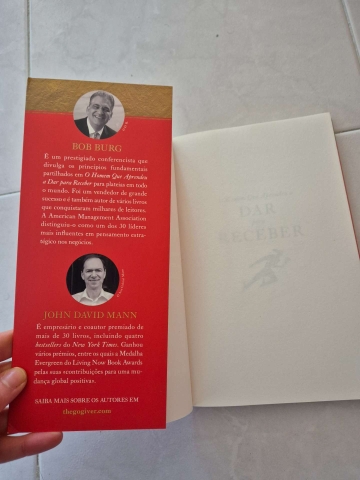 BOB BURG
É um prestigiado conferencista que
divulga os princípios fundamentais
partilhados em O Homem Que Aprendeu
a Dar para Receber para plateias em todo
o mundo. Foi um vendedor de grande
sucesso e é também autor de vários livros
que conquistaram milhares de leitores.
A American Management Association
distinguiu-o como um dos 30 líderes
mais influentes em pensamento estra-
tégico nos negócios.
JOHN DAVID MANN
É empresário e coautor premiado de
mais de 30 livros, incluindo quatro
bestsellers do New York Times. Ganhou
vários prémios, entre os quais a Medalha
Evergreen do Living Now Book Awards
pelas suas «contribuições para uma mu-
dança global positiva».
SAIBA MAIS SOBRE OS AUTORES EM
thegogiver.com
DAR
RECEBER